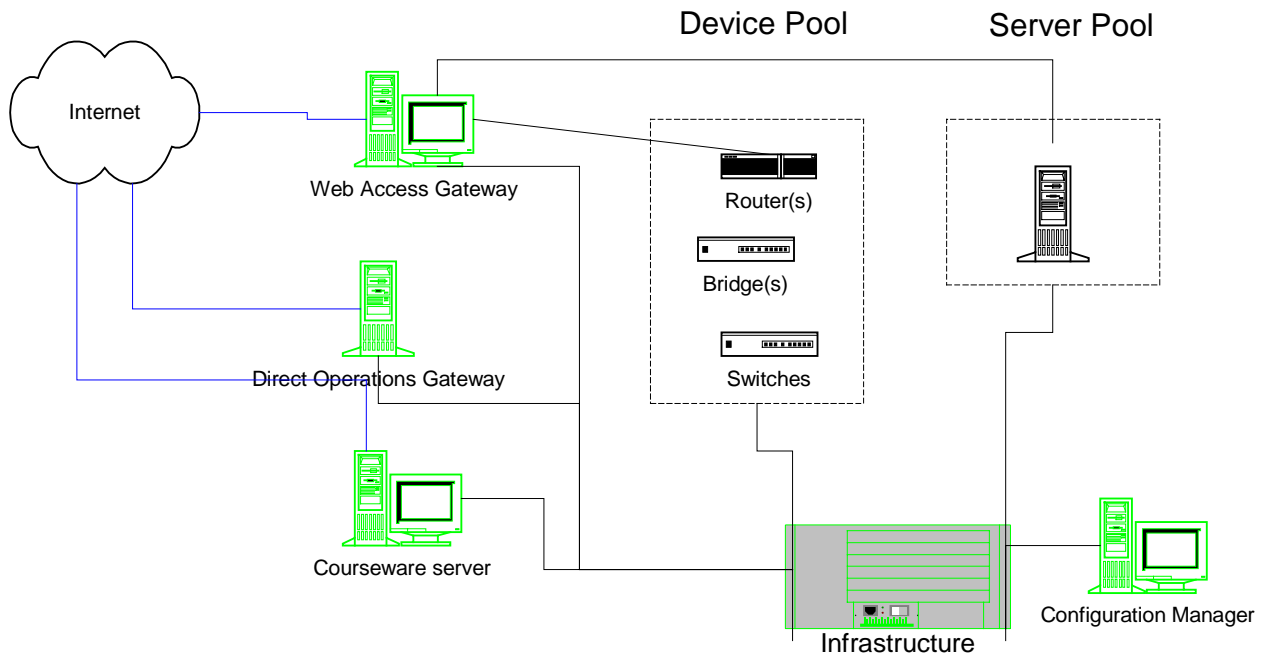 Device Pool
Server Pool
Internet
Web Access Gateway
Router(s)
Bridge(s)
Direct Operations Gateway
Switches
Courseware server
Configuration Manager
Infrastructure